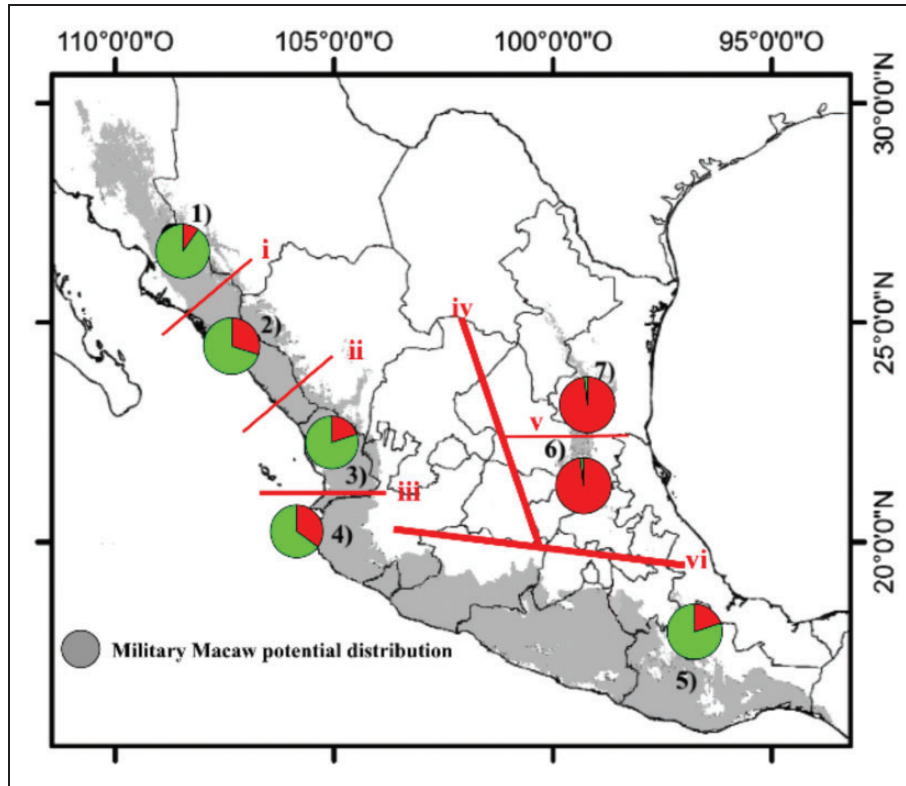 110°0'0"O 105°0'0"O 100°0'0"O 95°0'0"O
30°0'0"N
1)
i
25°0'0"N
iv
2)
ii
7)
v
6)
3)
iii
4)
20°0'0"N
vi
Military Macaw potential distribution
5)